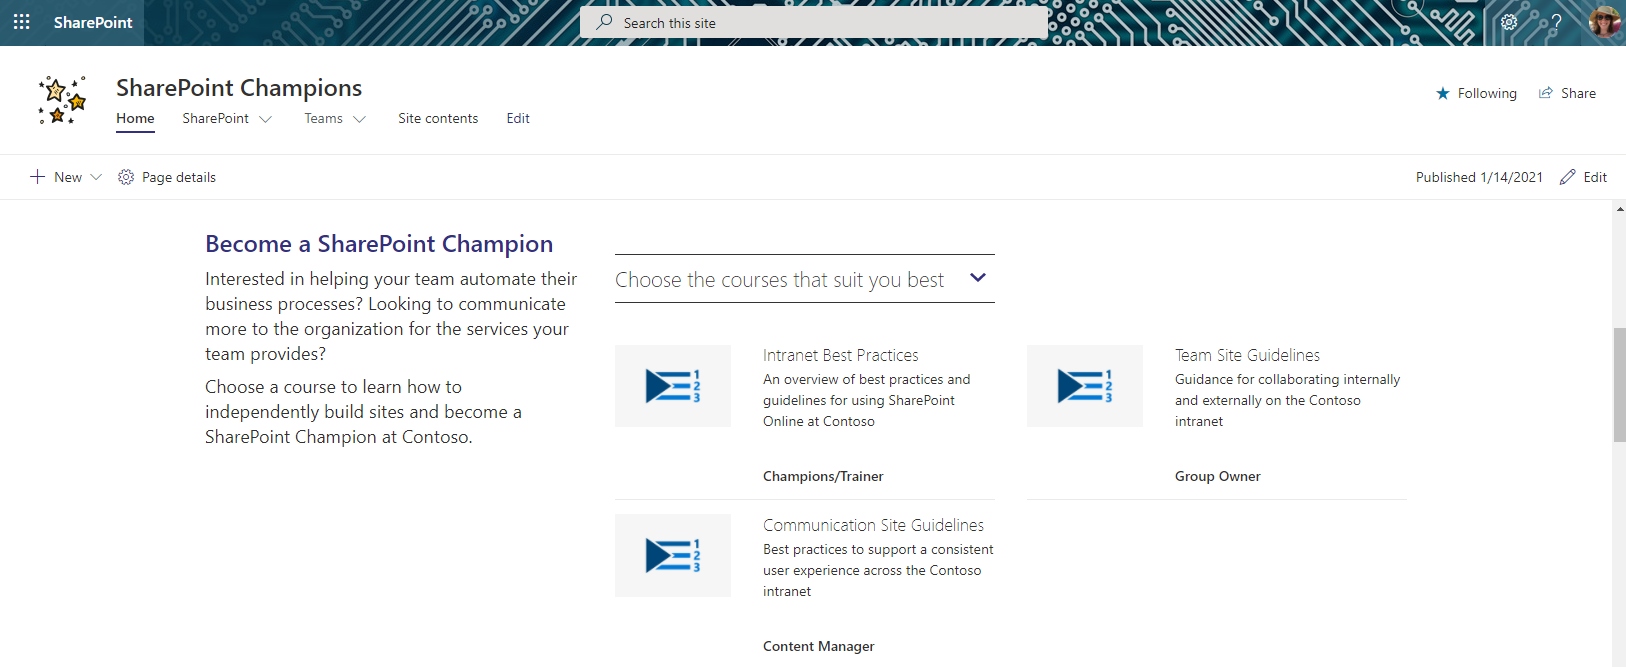 SharePoint
Search this site
?
SharePoint Champions
Following
Share
Home
SharePoint
Teams
Site contents
Edit
New
Page details
Published 1/14/2021
Edit
Become a SharePoint Champion
Interested in helping your team automate their
business processes? Looking to communicate
more to the organization for the services your
team provides?
Choose a course to learn how to
independently build sites and become a
SharePoint Champion at Contoso.
Choose the courses that suit you best
1
2
3
Intranet Best Practices
An overview of best practices and
guidelines for using SharePoint
Online at Contoso
Champions/Trainer
1
2
3
Team Site Guidelines
Guidance for collaborating internally
and externally on the Contoso
intranet
Group Owner
1
2
3
Communication Site Guidelines
Best practices to support a consistent
user experience across the Contoso
intranet
Content Manager